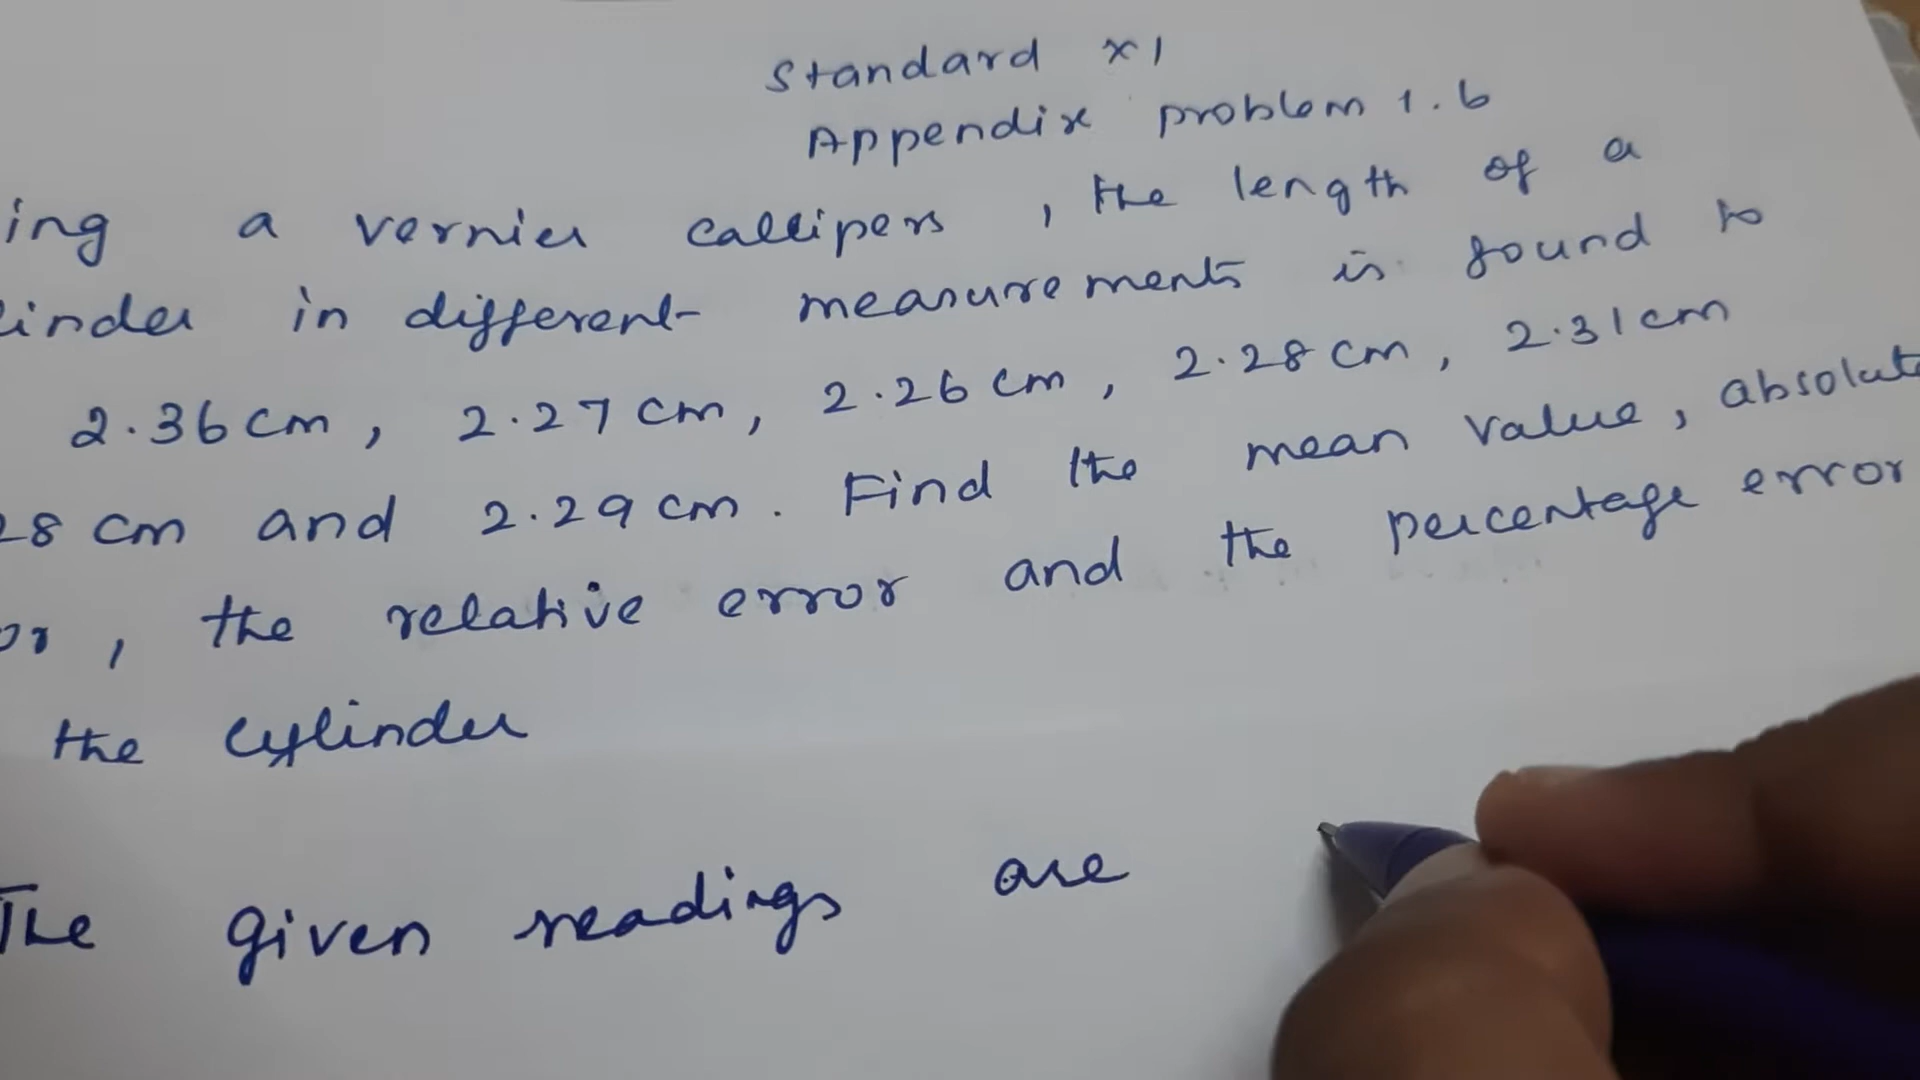 Standard XI
Appendix problem 1.6
ing a vernier callipers, the length of a
linder in different measurements is found to
2.36 cm, 2.27 cm, 2.26 cm, 2.28 cm, 2.31 cm
28 cm and 2.29 cm. Find the mean value, absolute
or, the relative error and the percentage error
the cylinder
The given readings are